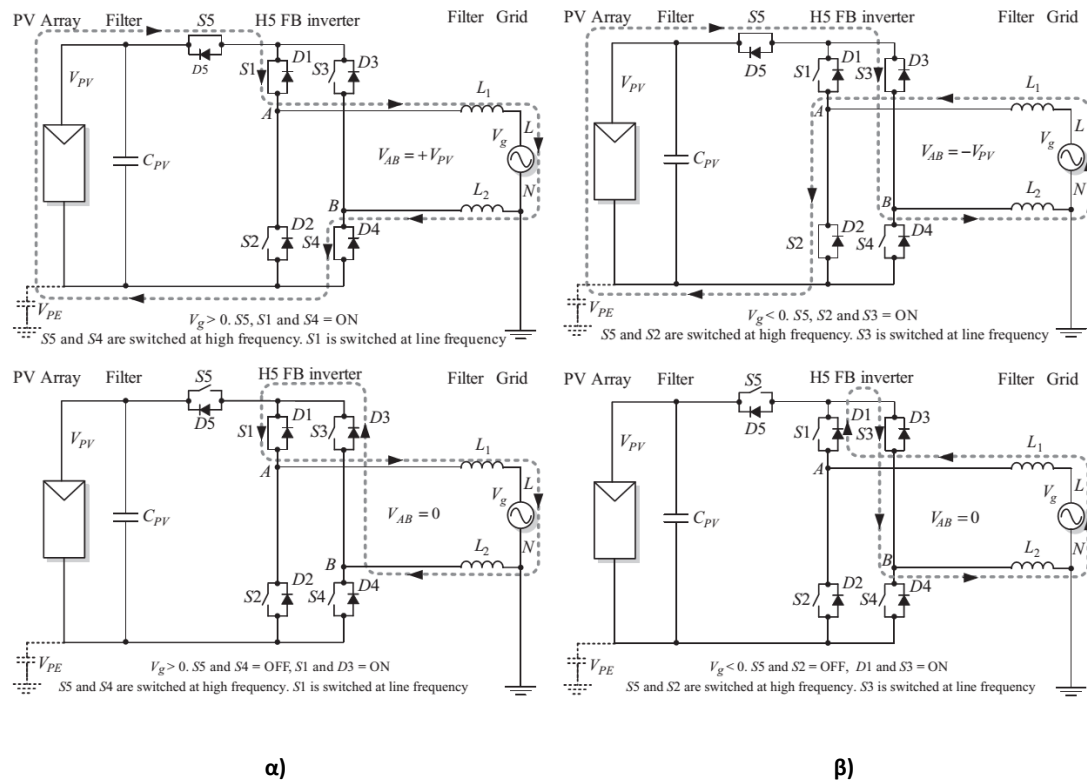 PV Array Filter S5 H5 FB inverter Filter Grid
D5
D1
S1 S3 D3
V_PV
L_1
A
V_g L
C_PV
V_AB = +V_PV
L_2 N
B
D2 D4
S2 S4
V_PE
V_g > 0. S5, S1 and S4 = ON
S5 and S4 are switched at high frequency. S1 is switched at line frequency
PV Array Filter S5 H5 FB inverter Filter Grid
D5
D1
S1 S3 D3
V_PV
L_1
A
V_g L
C_PV
V_AB = −V_PV
L_2 N
B
D2 D4
S2 S4
V_PE
V_g < 0. S5, S2 and S3 = ON
S5 and S2 are switched at high frequency. S3 is switched at line frequency
PV Array Filter S5 H5 FB inverter Filter Grid
D5
D1 D3
S1 S3
V_PV
L_1
A
V_g L
C_PV
V_AB = 0
L_2 N
B
D2 D4
S2 S4
V_PE
V_g > 0. S5 and S4 = OFF, S1 and D3 = ON
S5 and S4 are switched at high frequency. S1 is switched at line frequency
PV Array Filter S5 H5 FB inverter Filter Grid
D5
D1 D3
S1 S3
V_PV
L_1
A
V_g L
C_PV
V_AB = 0
L_2 N
B
D2 D4
S2 S4
V_PE
V_g < 0. S5 and S2 = OFF, D1 and S3 = ON
S5 and S2 are switched at high frequency. S3 is switched at line frequency
α) β)